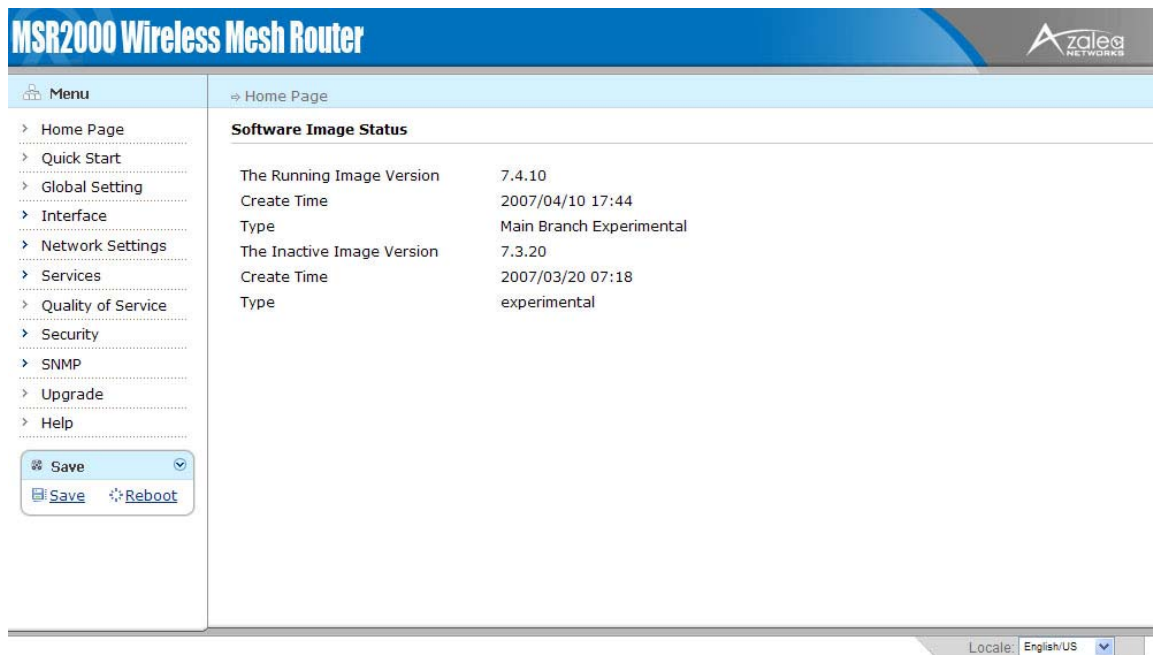 MSR2000 Wireless Mesh Router
Azalea
NETWORKS
Menu
Home Page
Quick Start
Global Setting
Interface
Network Settings
Services
Quality of Service
Security
SNMP
Upgrade
Help
Save
Save Reboot
Home Page
Software Image Status
The Running Image Version 7.4.10
Create Time 2007/04/10 17:44
Type Main Branch Experimental
The Inactive Image Version 7.3.20
Create Time 2007/03/20 07:18
Type experimental
Locale: English/US